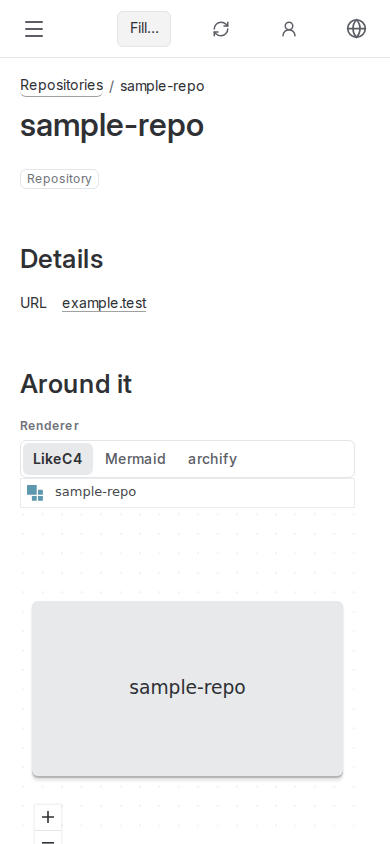 Fill...
Repositories / sample-repo
sample-repo
Repository
Details
URL example.test
Around it
Renderer
LikeC4 Mermaid archify
sample-repo
sample-repo